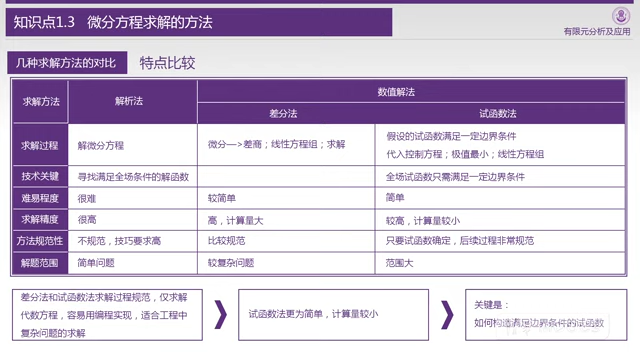 知识点1.3 微分方程求解的方法
有限元分析及应用
几种求解方法的对比 特点比较
求解方法 解析法 数值解法
差分法 试函数法
求解过程 解微分方程 微分—>差商；线性方程组；求解 假设的试函数满足一定边界条件
代入控制方程；极值最小；线性方程组
技术关键 寻找满足全场条件的解函数 全场试函数只需满足一定边界条件
难易程度 很难 较简单 简单
求解精度 很高 高，计算量大 较高，计算量较小
方法规范性 不规范，技巧要求高 比较规范 只要试函数确定，后续过程非常规范
解题范围 简单问题 较复杂问题 范围大
差分法和试函数法求解过程规范，仅求解
代数方程，容易用编程实现，适合工程中
复杂问题的求解
试函数法更为简单，计算量较小
关键是：
如何构造满足边界条件的试函数